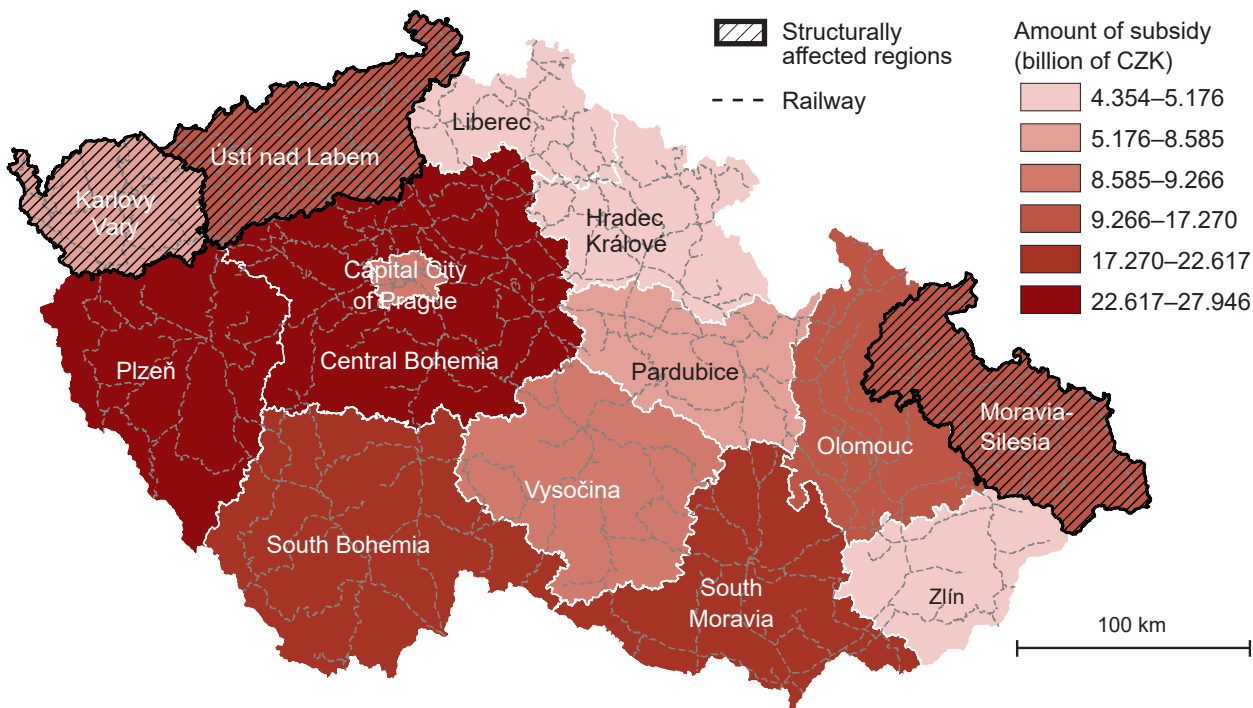 Structurally
affected regions
Railway
Amount of subsidy
(billion of CZK)
4.354–5.176
5.176–8.585
8.585–9.266
9.266–17.270
17.270–22.617
22.617–27.946
Liberec
Ústí nad Labem
Karlovy
Vary
Hradec
Králové
Capital City
of Prague
Central Bohemia
Plzeň
Pardubice
Moravia-
Silesia
Olomouc
Vysočina
South Bohemia
South
Moravia
Zlín
100 km